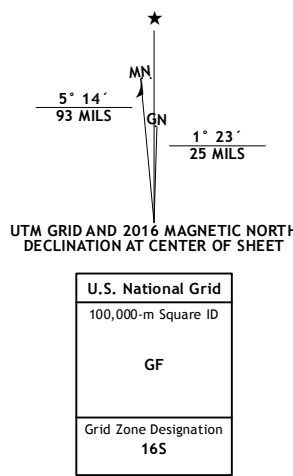 ★
MN
GN
5° 14´
93 MILS
1° 23´
25 MILS
UTM GRID AND 2016 MAGNETIC NORTH
DECLINATION AT CENTER OF SHEET
U.S. National Grid
100,000-m Square ID
GF
Grid Zone Designation
16S